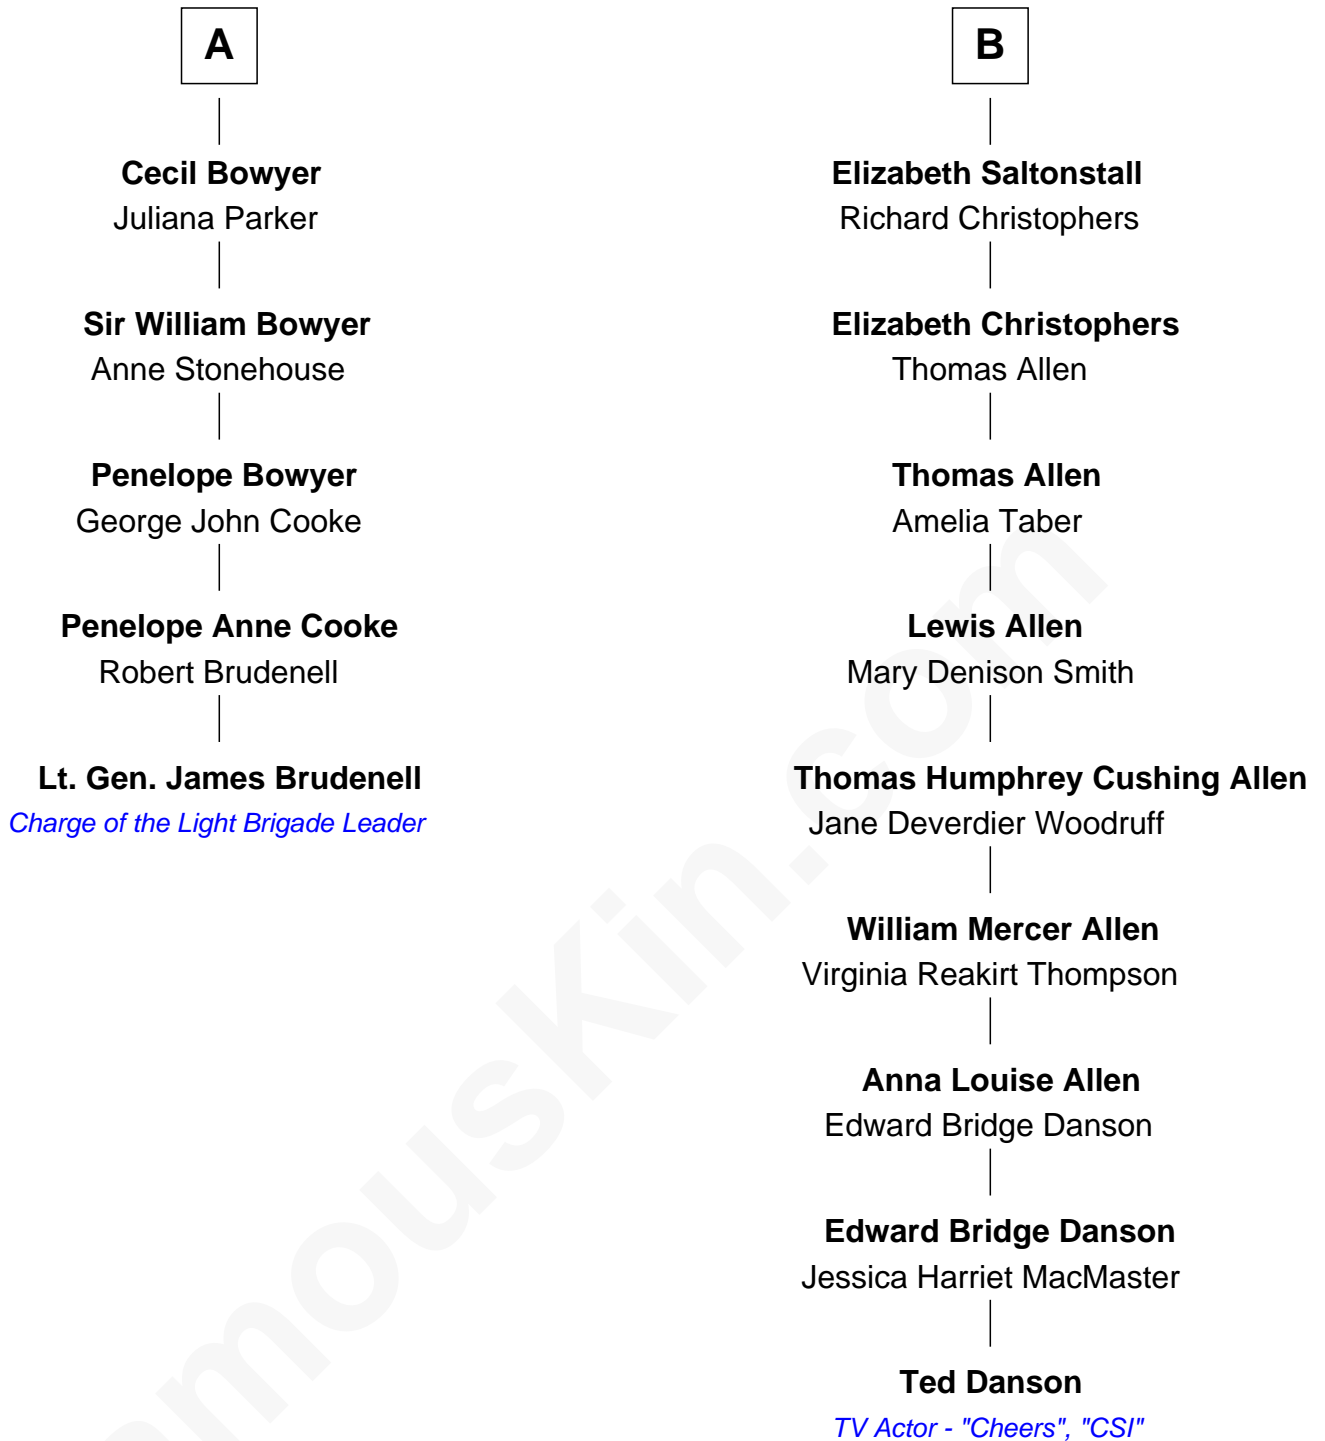 A
Cecil Bowyer
Juliana Parker
Sir William Bowyer
Anne Stonehouse
Penelope Bowyer
George John Cooke
Penelope Anne Cooke
Robert Brudenell
Lt. Gen. James Brudenell
Charge of the Light Brigade Leader
B
Elizabeth Saltonstall
Richard Christophers
Elizabeth Christophers
Thomas Allen
Thomas Allen
Amelia Taber
Lewis Allen
Mary Denison Smith
Thomas Humphrey Cushing Allen
Jane Deverdier Woodruff
William Mercer Allen
Virginia Reakirt Thompson
Anna Louise Allen
Edward Bridge Danson
Edward Bridge Danson
Jessica Harriet MacMaster
Ted Danson
TV Actor - "Cheers", "CSI"
amousKin.com